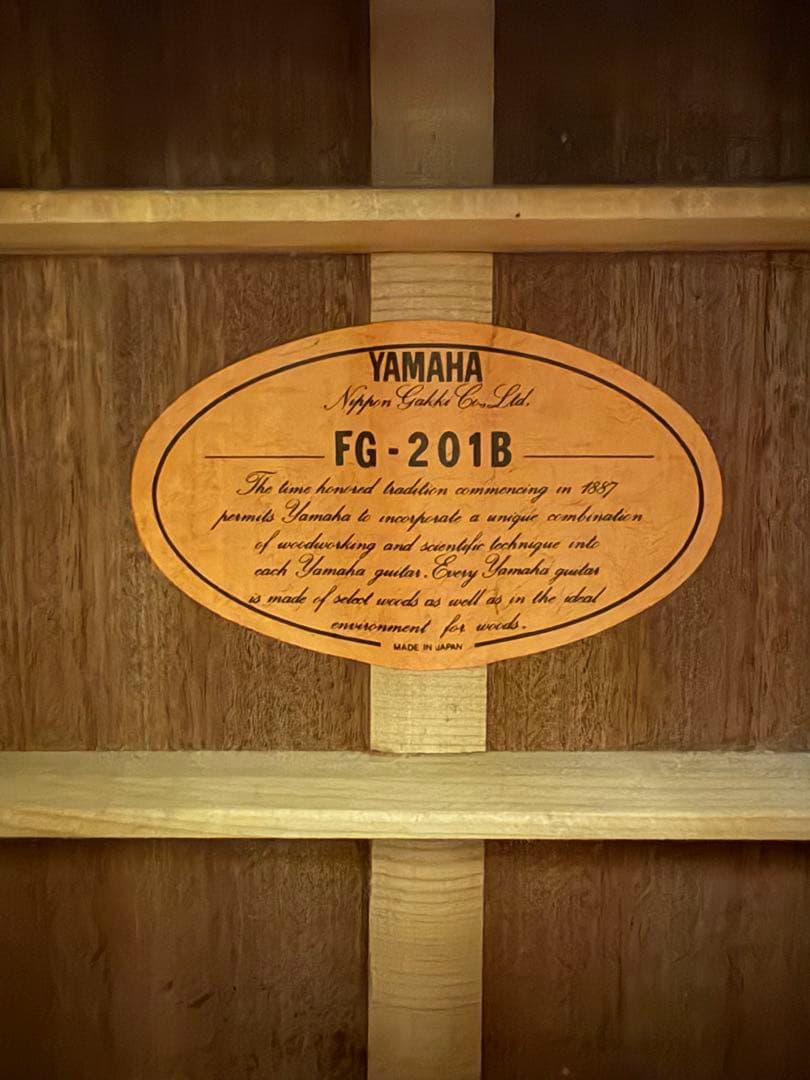 YAMAHA
Nippon Gakki Co., Ltd.
FG-201B
The time honored tradition commencing in 1887
permits Yamaha to incorporate a unique combination
of woodworking and scientific technique into
each Yamaha guitar. Every Yamaha guitar
is made of select woods as well as in the ideal
environment for woods.
MADE IN JAPAN